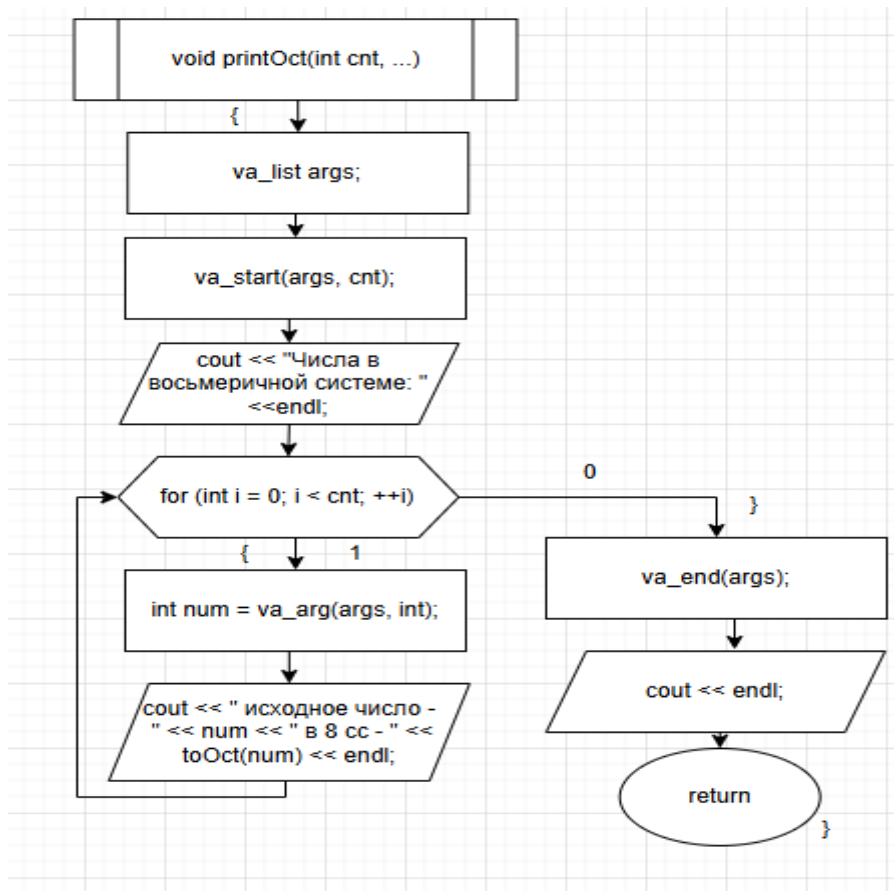 void printOct(int cnt, ...)
{
va_list args;
va_start(args, cnt);
cout << "Числа в
восьмеричной системе: "
<<endl;
for (int i = 0; i < cnt; ++i)
0
}
{
1
int num = va_arg(args, int);
cout << " исходное число -
" << num << " в 8 сс - " <<
toOct(num) << endl;
va_end(args);
cout << endl;
return
}